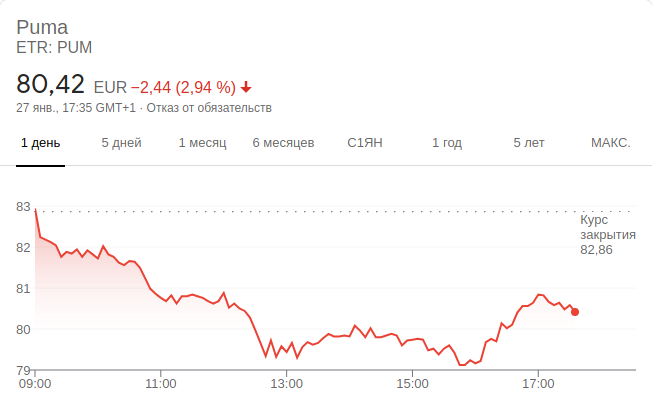 Puma
ETR: PUM
80,42 EUR −2,44 (2,94 %)
27 янв., 17:35 GMT+1 · Отказ от обязательств
1 день 5 дней 1 месяц 6 месяцев С1ЯН 1 год 5 лет МАКС.
83
Курс
закрытия
82,86
82
81
80
79
09:00 11:00 13:00 15:00 17:00